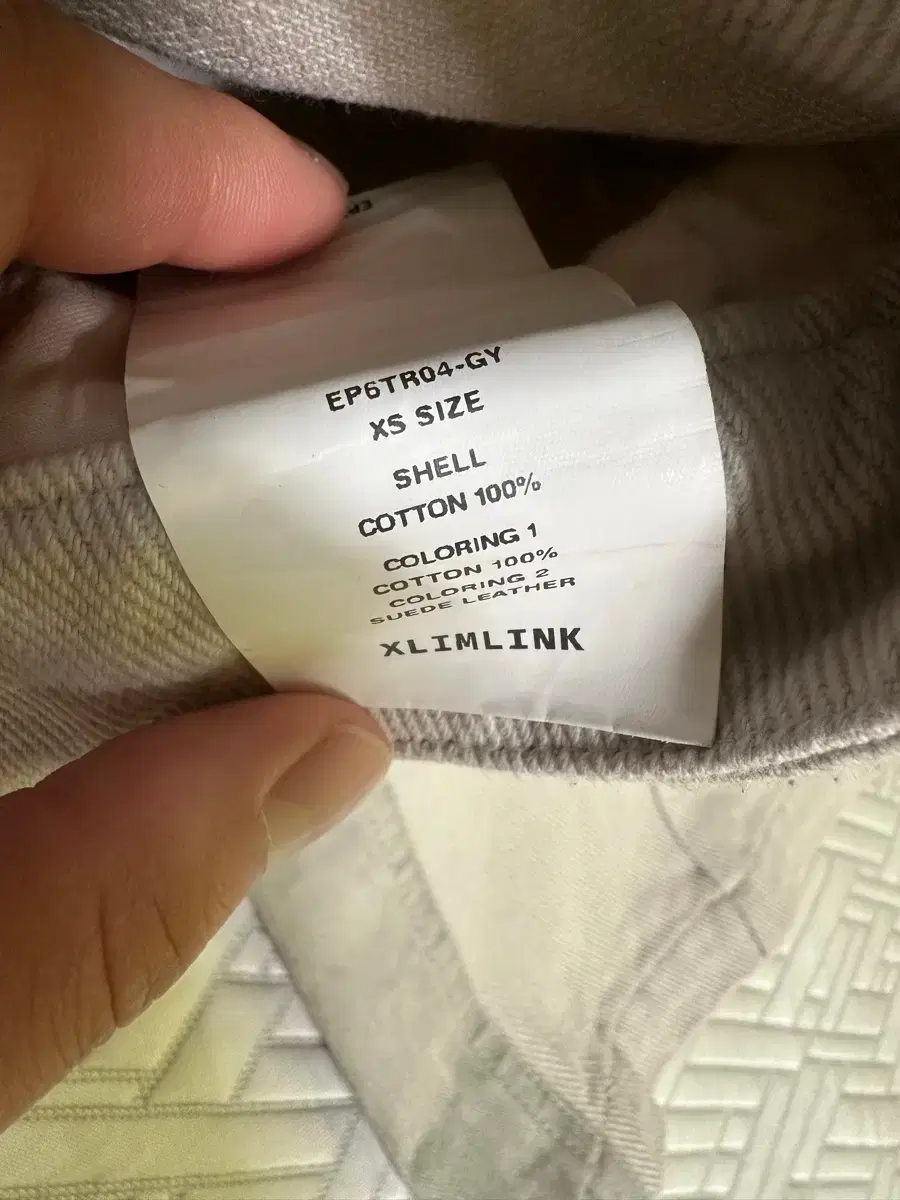 EP6TR04-GY
XS SIZE
SHELL
COTTON 100%
COLORING 1
COTTON 100%
COLORING 2
SUEDE LEATHER
XLIMLINK